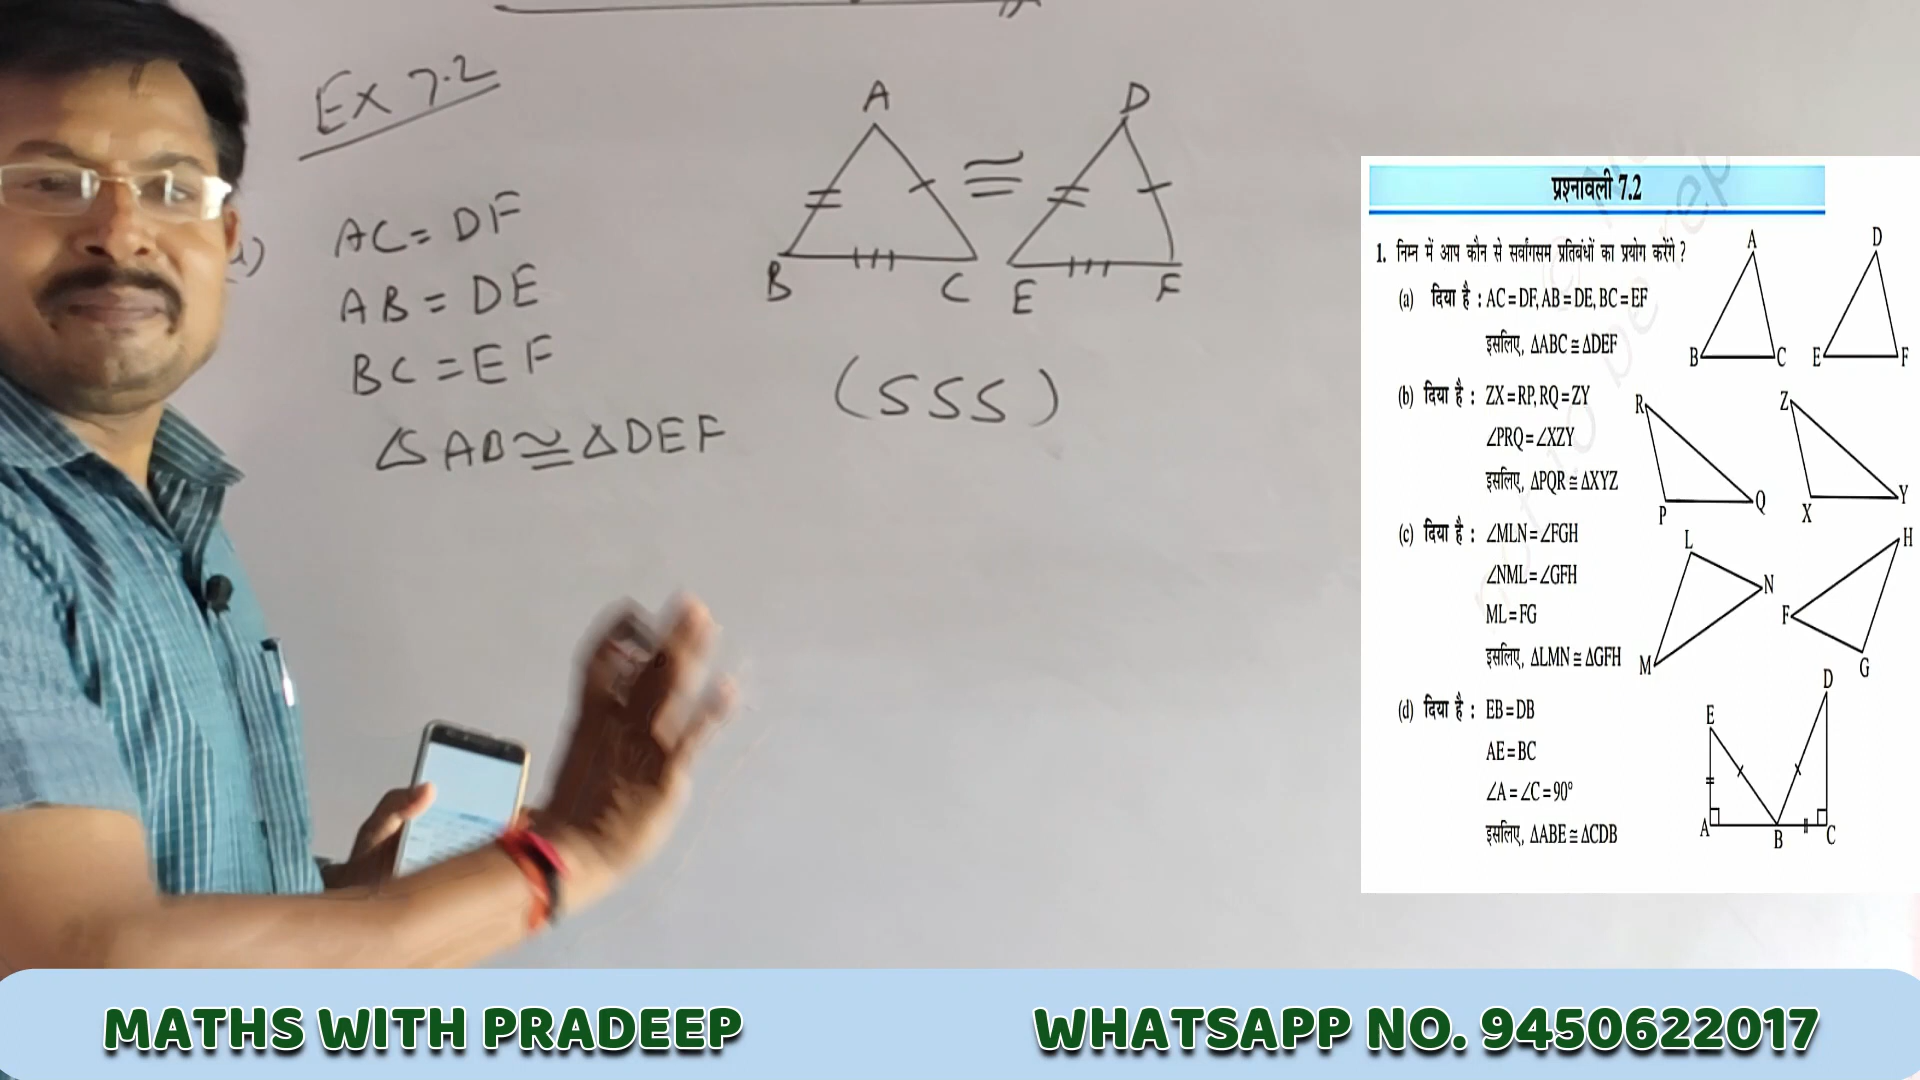 Ex 7.2
AC = DF
AB = DE
BC = EF
△AB ≅ △DEF
A
D
≅
B
C
E
F
(SSS)
प्रश्नावली 7.2
1. निम्न में आप कौन से सर्वांगसम प्रतिबंधों का प्रयोग करेंगे ?
(a) दिया है : AC = DF, AB = DE, BC = EF
इसलिए, ΔABC ≅ ΔDEF
A
D
B
C
E
F
(b) दिया है : ZX = RP, RQ = ZY
∠PRQ = ∠XZY
इसलिए, ΔPQR ≅ ΔXYZ
R
Z
P
Q
X
Y
(c) दिया है : ∠MLN = ∠FGH
∠NML = ∠GFH
ML = FG
इसलिए, ΔLMN ≅ ΔGFH
L
H
N
F
M
G
(d) दिया है : EB = DB
AE = BC
∠A = ∠C = 90°
इसलिए, ΔABE ≅ ΔCDB
D
E
A
B
C
MATHS WITH PRADEEP
WHATSAPP NO. 9450622017